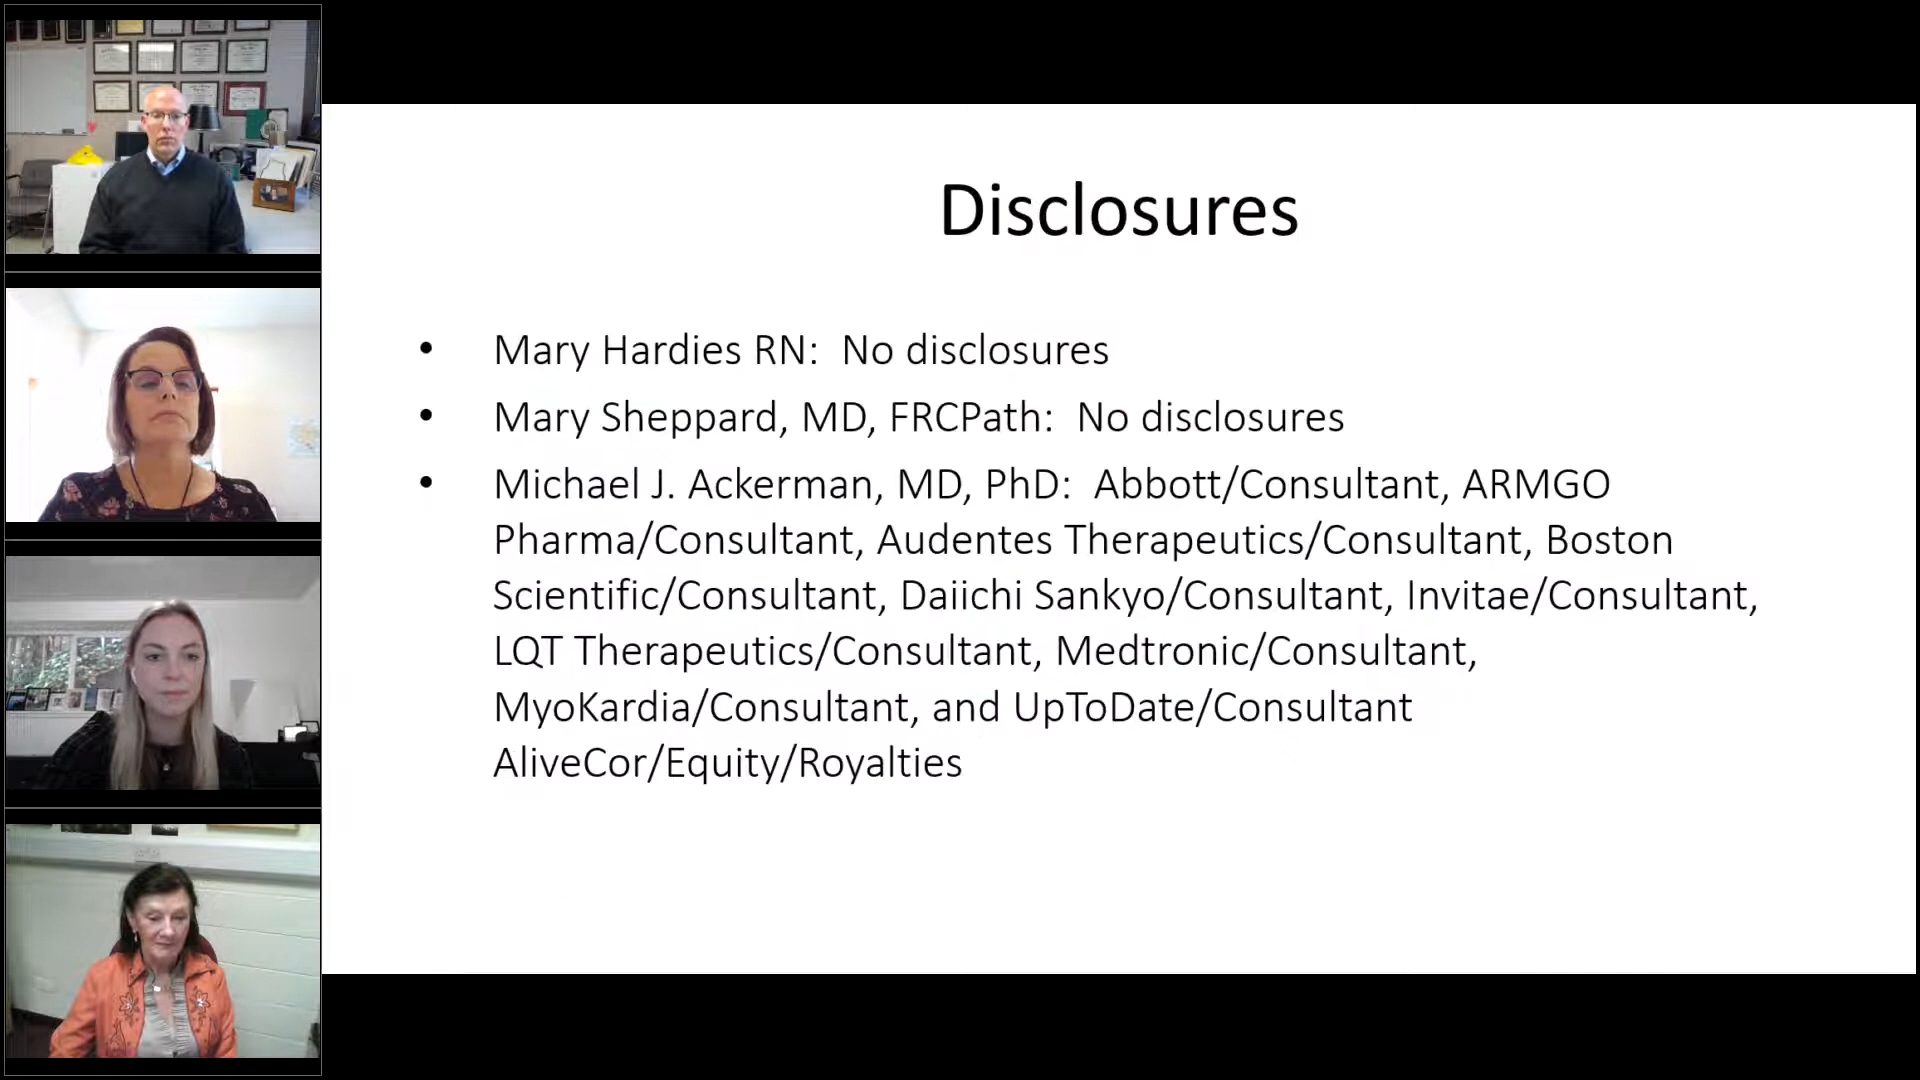 Disclosures
• Mary Hardies RN: No disclosures
• Mary Sheppard, MD, FRCPath: No disclosures
• Michael J. Ackerman, MD, PhD: Abbott/Consultant, ARMGO
Pharma/Consultant, Audentes Therapeutics/Consultant, Boston
Scientific/Consultant, Daiichi Sankyo/Consultant, Invitae/Consultant,
LQT Therapeutics/Consultant, Medtronic/Consultant,
MyoKardia/Consultant, and UpToDate/Consultant
AliveCor/Equity/Royalties